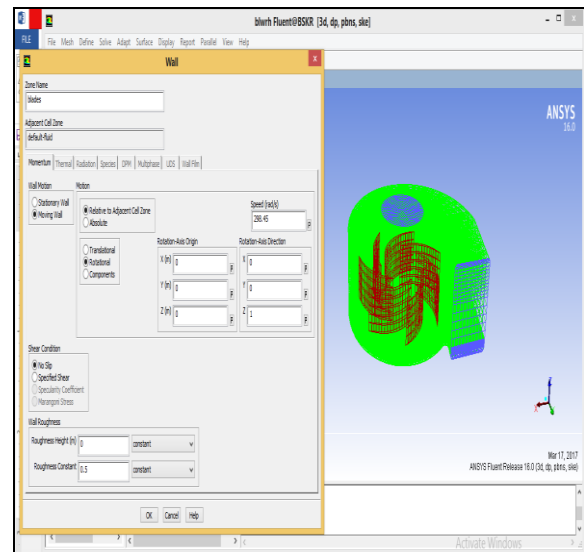 blwrh Fluent@BSKR [3d, dp, pbns, ske]
FILE File Mesh Define Solve Adapt Surface Display Report Parallel View Help
Wall
Zone Name
blades
Adjacent Cell Zone
default-fluid
Momentum Thermal Radiation Species DPM Multiphase UDS Wall Film
Wall Motion Motion
Stationary Wall
Moving Wall
Relative to Adjacent Cell Zone
Absolute
Speed (rad/s)
298.45
P
Translational
Rotational
Components
Rotation-Axis Origin Rotation-Axis Direction
X (m) 0 P X 0 P
Y (m) 0 P Y 0 P
Z (m) 0 P Z 1 P
Shear Condition
No Slip
Specified Shear
Specularity Coefficient
Marangoni Stress
Wall Roughness
Roughness Height (m) 0 constant
Roughness Constant 0.5 constant
OK Cancel Help
ANSYS
16.0
Z
X
Mar 17, 2017
ANSYS Fluent Release 16.0 (3d, dp, pbns, ske)
Activate Windows